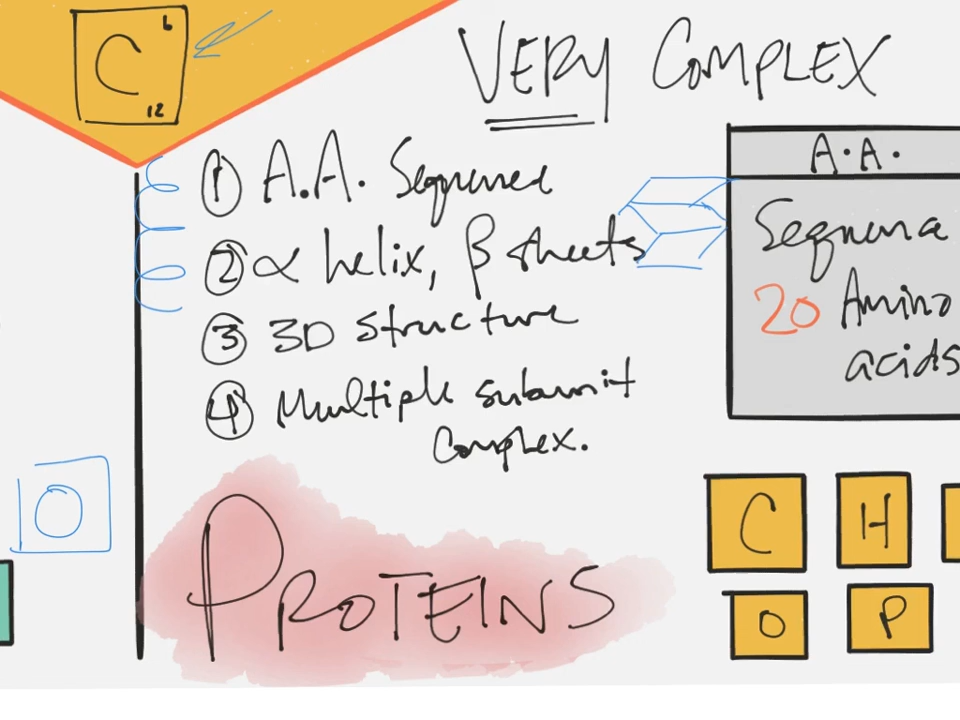 C
6
12
VERY COMPLEX
① A.A. Sequence
② α helix, β sheets
③ 3D structure
④ Multiple subunit
complex.
PROTEINS
A.A.
Sequence
20 Amino
acids
O
C
H
O
P